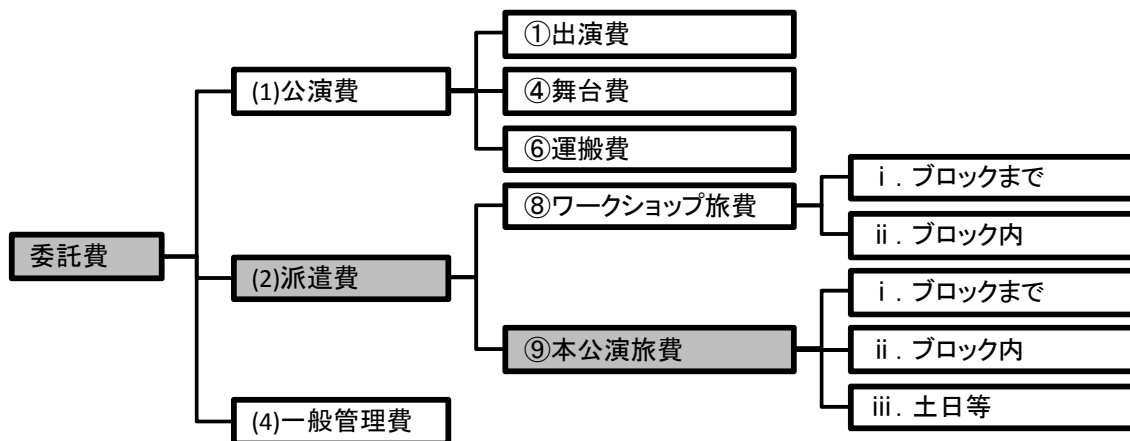 ①出演費
(1)公演費
④舞台費
⑥運搬費
ⅰ．ブロックまで
⑧ワークショップ旅費
ⅱ．ブロック内
委託費
(2)派遣費
ⅰ．ブロックまで
⑨本公演旅費
ⅱ．ブロック内
ⅲ．土日等
(4)一般管理費